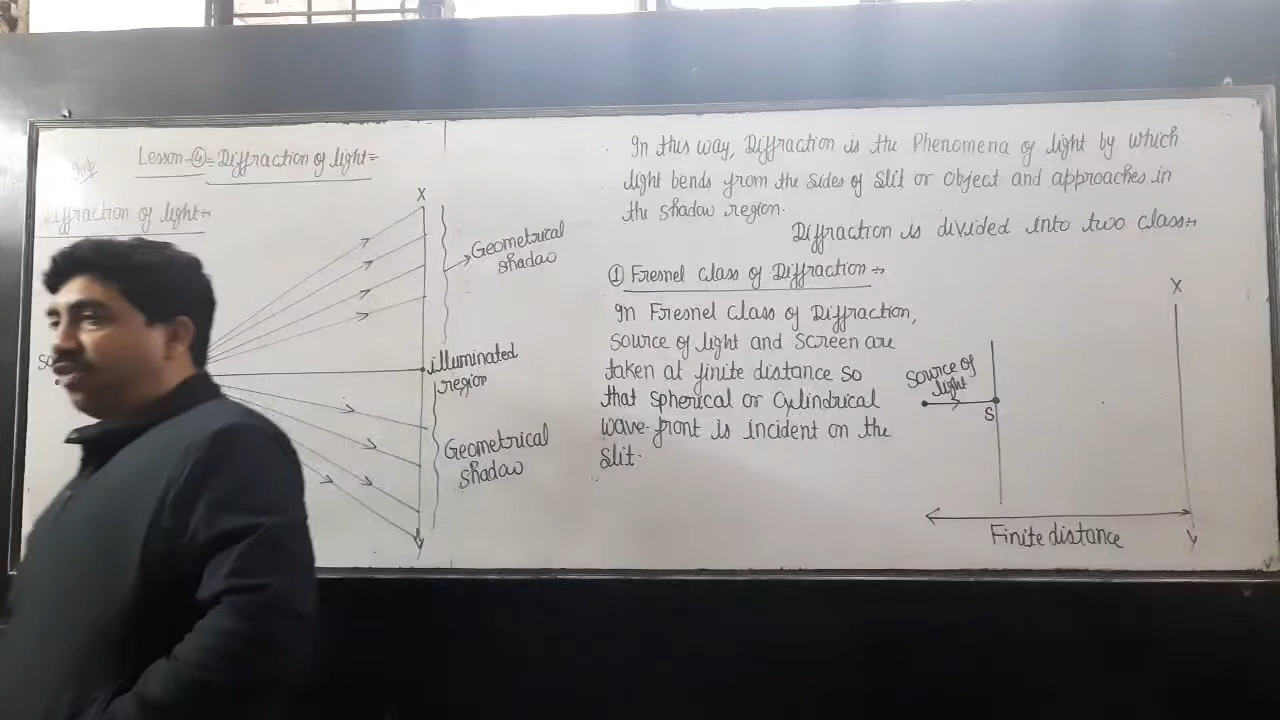 Lesson-④=Diffraction of light=
Diffraction of light→
X
Geometrical
shadow
illuminated
region
Geometrical
shadow
Y
In this way, Diffraction is the Phenomena of light by which
light bends from the sides of slit or object and approaches in
the shadow region.
Diffraction is divided into two class→
① Fresnel Class of Diffraction→
In Fresnel Class of Diffraction,
source of light and screen are
taken at finite distance so
that spherical or Cylindrical
wave-front is incident on the
slit.
X
source of
light
S
Finite distance
Y